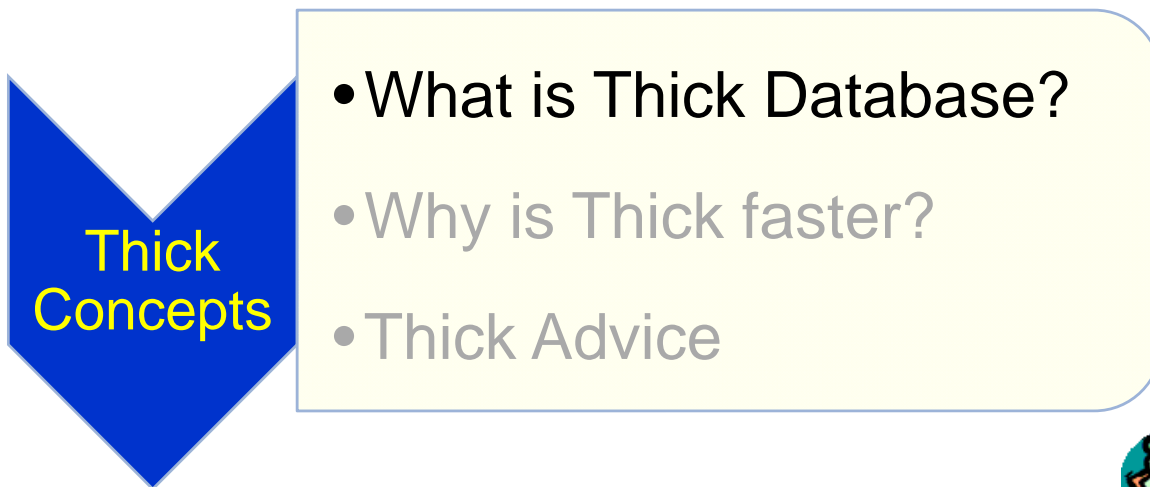 Thick
Concepts
•What is Thick Database?
•Why is Thick faster?
•Thick Advice